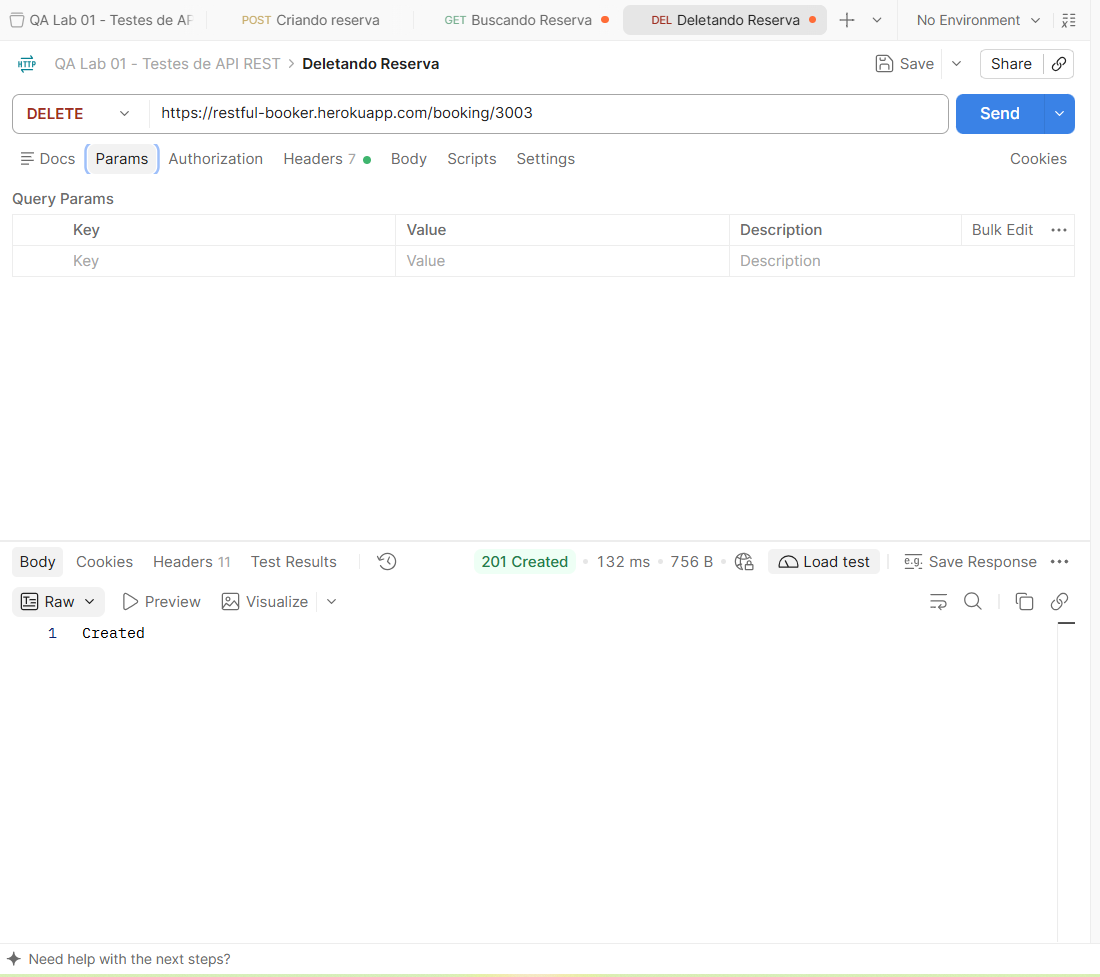 QA Lab 01 - Testes de AF
POST Criando reserva
GET Buscando Reserva
DEL Deletando Reserva
No Environment
HTTP QA Lab 01 - Testes de API REST > Deletando Reserva
Save
Share
DELETE
https://restful-booker.herokuapp.com/booking/3003
Send
Docs Params Authorization Headers 7 Body Scripts Settings Cookies
Query Params
Key Value Description Bulk Edit
Key Value Description
Body Cookies Headers 11 Test Results 201 Created 132 ms 756 B Load test e.g. Save Response
Raw Preview Visualize
1 Created
Need help with the next steps?